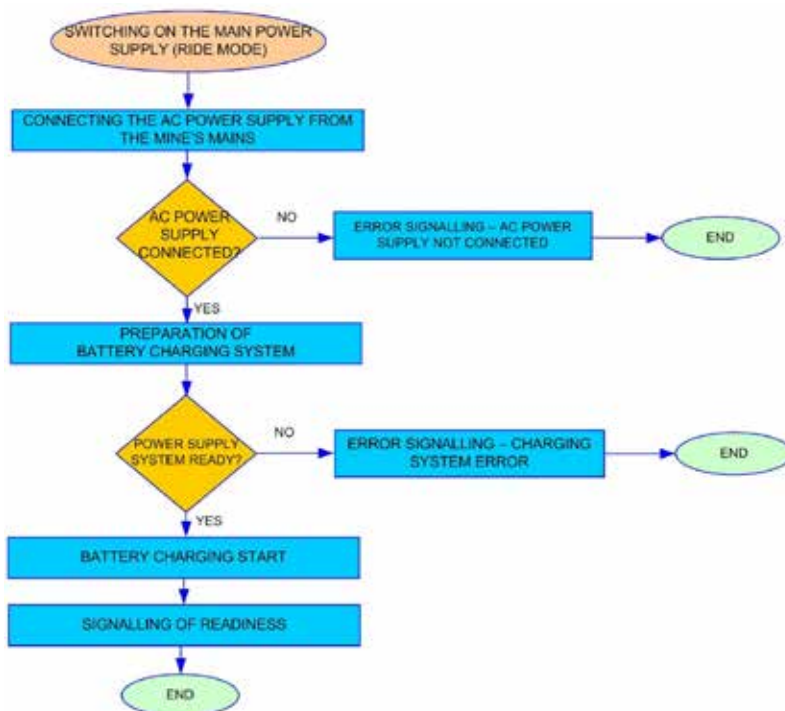 SWITCHING ON THE MAIN POWER
SUPPLY (RIDE MODE)
CONNECTING THE AC POWER SUPPLY FROM
THE MINE'S MAINS
AC POWER
SUPPLY
CONNECTED?
NO
ERROR SIGNALLING – AC POWER
SUPPLY NOT CONNECTED
END
YES
PREPARATION OF
BATTERY CHARGING SYSTEM
POWER SUPPLY
SYSTEM READY?
NO
ERROR SIGNALLING – CHARGING
SYSTEM ERROR
END
YES
BATTERY CHARGING START
SIGNALLING OF READINESS
END